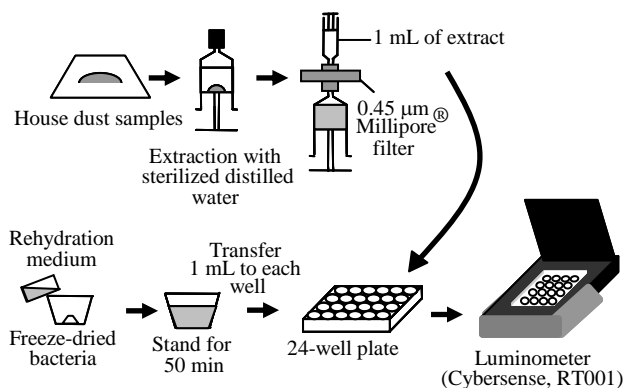 House dust samples
Extraction with
sterilized distilled
water
1 mL of extract
0.45 μm
Millipore®
filter
Rehydration
medium
Freeze-dried
bacteria
Stand for
50 min
Transfer
1 mL to each
well
24-well plate
Luminometer
(Cybersense, RT001)